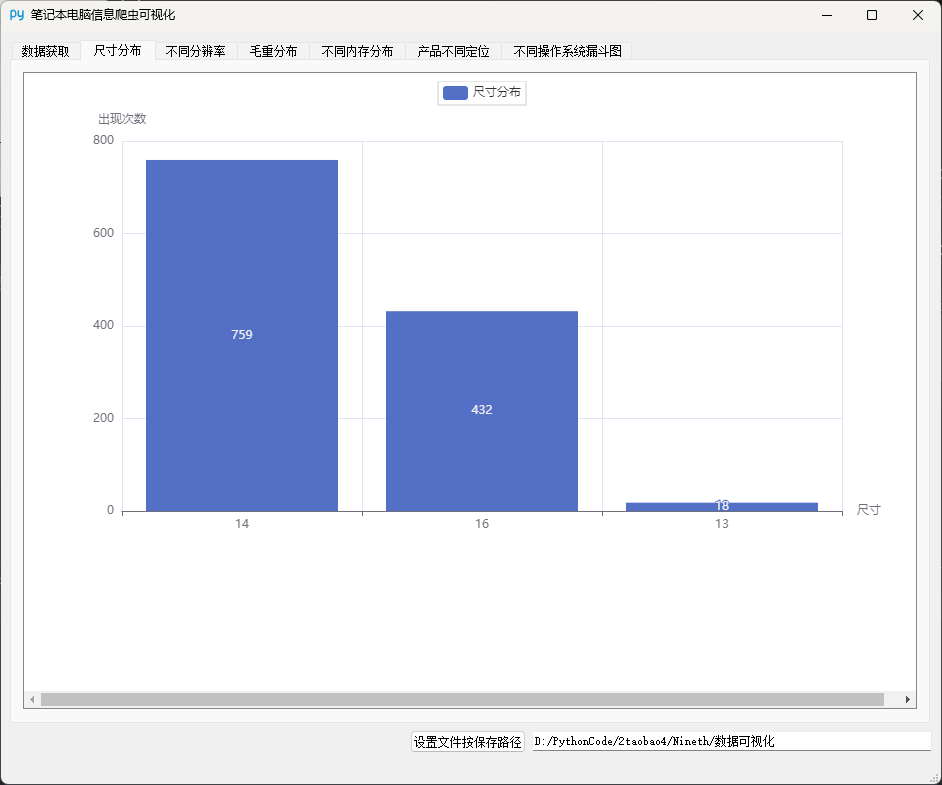 PY 笔记本电脑信息爬虫可视化
数据获取 尺寸分布 不同分辨率 毛重分布 不同内存分布 产品不同定位 不同操作系统漏斗图
尺寸分布
出现次数
800
600
400
200
0
759
432
18
14 16 13
尺寸
设置文件按保存路径 D:/PythonCode/2taobao4/Nineth/数据可视化